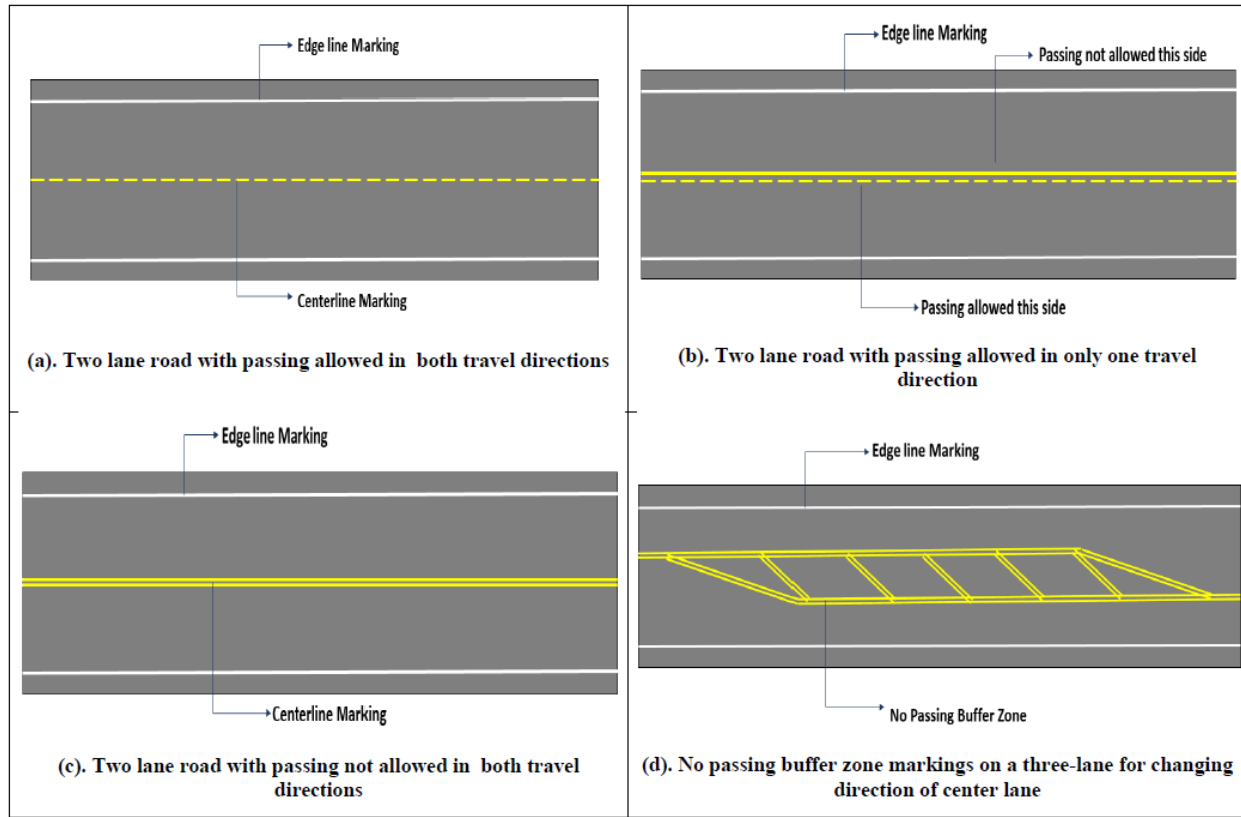 Edge line Marking
Centerline Marking
(a). Two lane road with passing allowed in both travel directions
Edge line Marking
Passing not allowed this side
Passing allowed this side
(b). Two lane road with passing allowed in only one travel
direction
Edge line Marking
Centerline Marking
(c). Two lane road with passing not allowed in both travel
directions
Edge line Marking
No Passing Buffer Zone
(d). No passing buffer zone markings on a three-lane for changing
direction of center lane